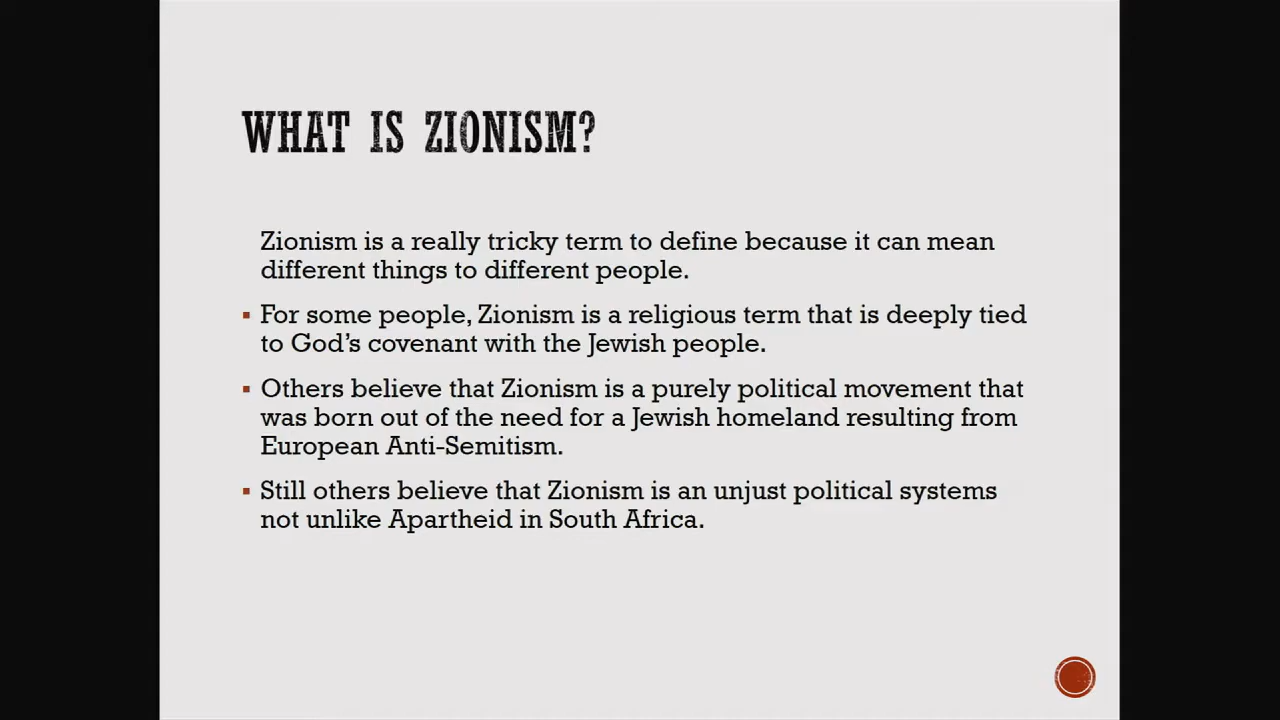 WHAT IS ZIONISM?
Zionism is a really tricky term to define because it can mean
different things to different people.
▪ For some people, Zionism is a religious term that is deeply tied
to God’s covenant with the Jewish people.
▪ Others believe that Zionism is a purely political movement that
was born out of the need for a Jewish homeland resulting from
European Anti-Semitism.
▪ Still others believe that Zionism is an unjust political systems
not unlike Apartheid in South Africa.